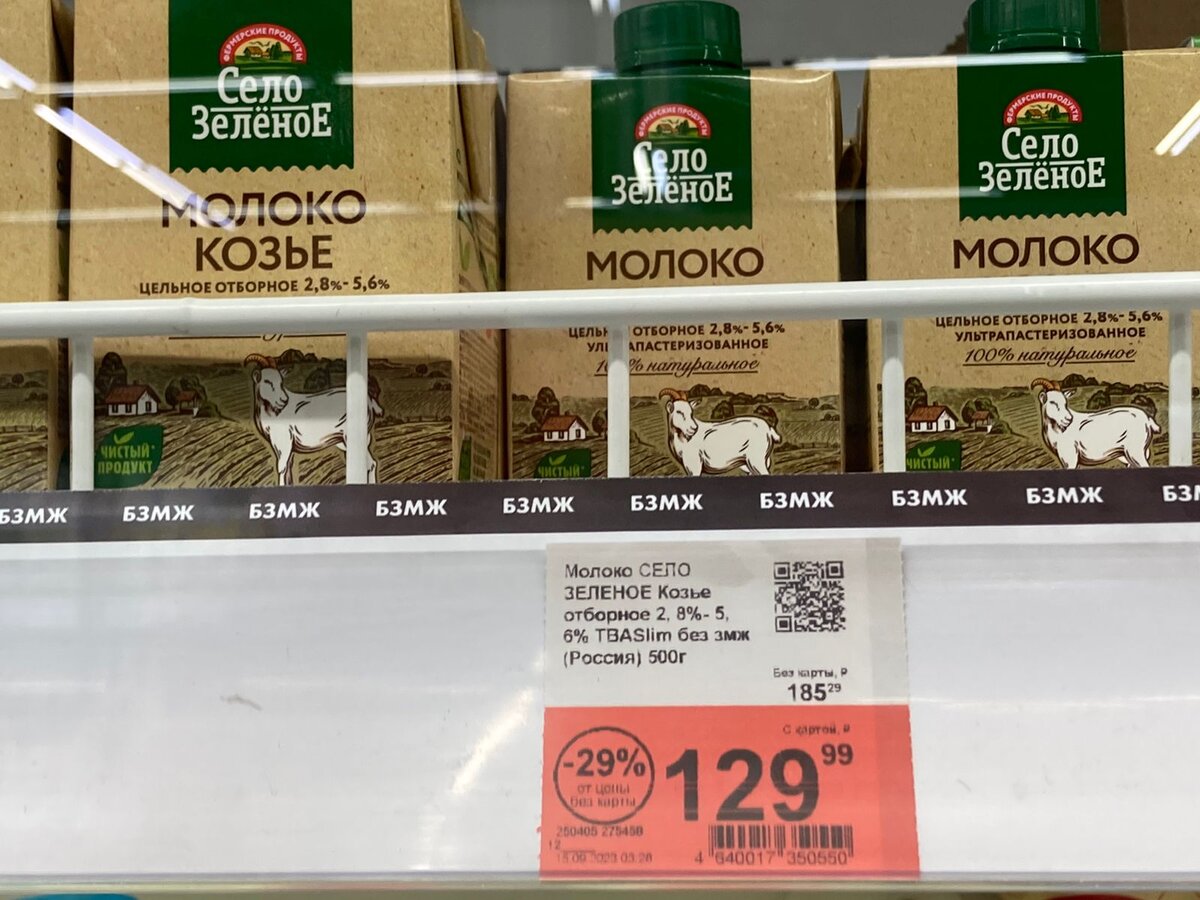 ФЕРМЕРСКИЕ ПРОДУКТЫ
Село
ЗелёноЕ
МОЛОКО
КОЗЬЕ
ЦЕЛЬНОЕ ОТБОРНОЕ 2,8%-5,6%
ЧИСТЫЙ*
ПРОДУКТ
ФЕРМЕРСКИЕ ПРОДУКТЫ
Село
ЗелёноЕ
МОЛОКО
ЦЕЛЬН ОТБОРНОЕ 2,8%-5,6%
УЛЬТРАПАСТЕРИЗОВАННОЕ
100% натуральное
ЧИСТЫЙ*
ФЕРМЕРСКИЕ ПРОДУКТЫ
Село
ЗелёноЕ
МОЛОКО
ЦЕЛЬНОЕ ОТБОРНОЕ 2,8%-5,6%
УЛЬТРАПАСТЕРИЗОВАННОЕ
100% натуральное
ЧИСТЫЙ*
БЗМЖ БЗМЖ БЗМЖ БЗМЖ БЗМЖ БЗМЖ БЗМЖ БЗМЖ БЗМЖ БЗМ
Молоко СЕЛО
ЗЕЛЕНОЕ Козье
отборное 2, 8%- 5,
6% TBASlim без змж
(Россия) 500г
Без карты, ₽
185 29
С картой, ₽
-29%
от цены
без карты
129 99
250405 275458
12
4 640017 350550